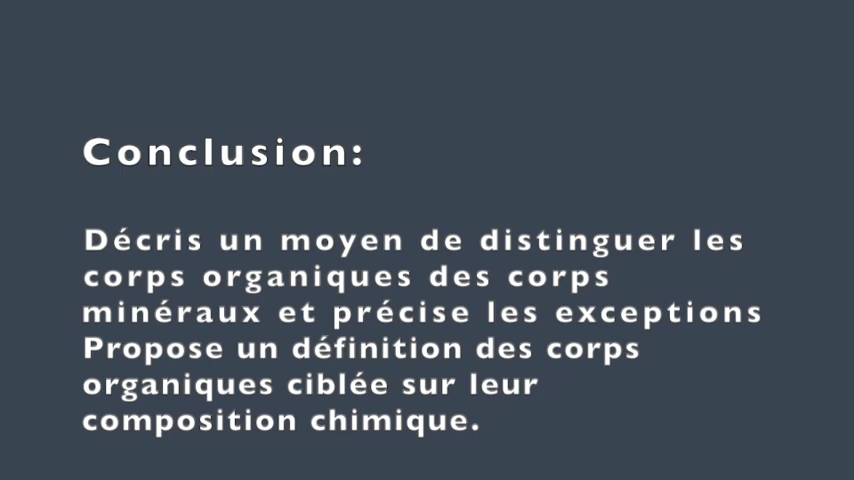 Conclusion:
Décris un moyen de distinguer les
corps organiques des corps
minéraux et précise les exceptions
Propose un définition des corps
organiques ciblée sur leur
composition chimique.